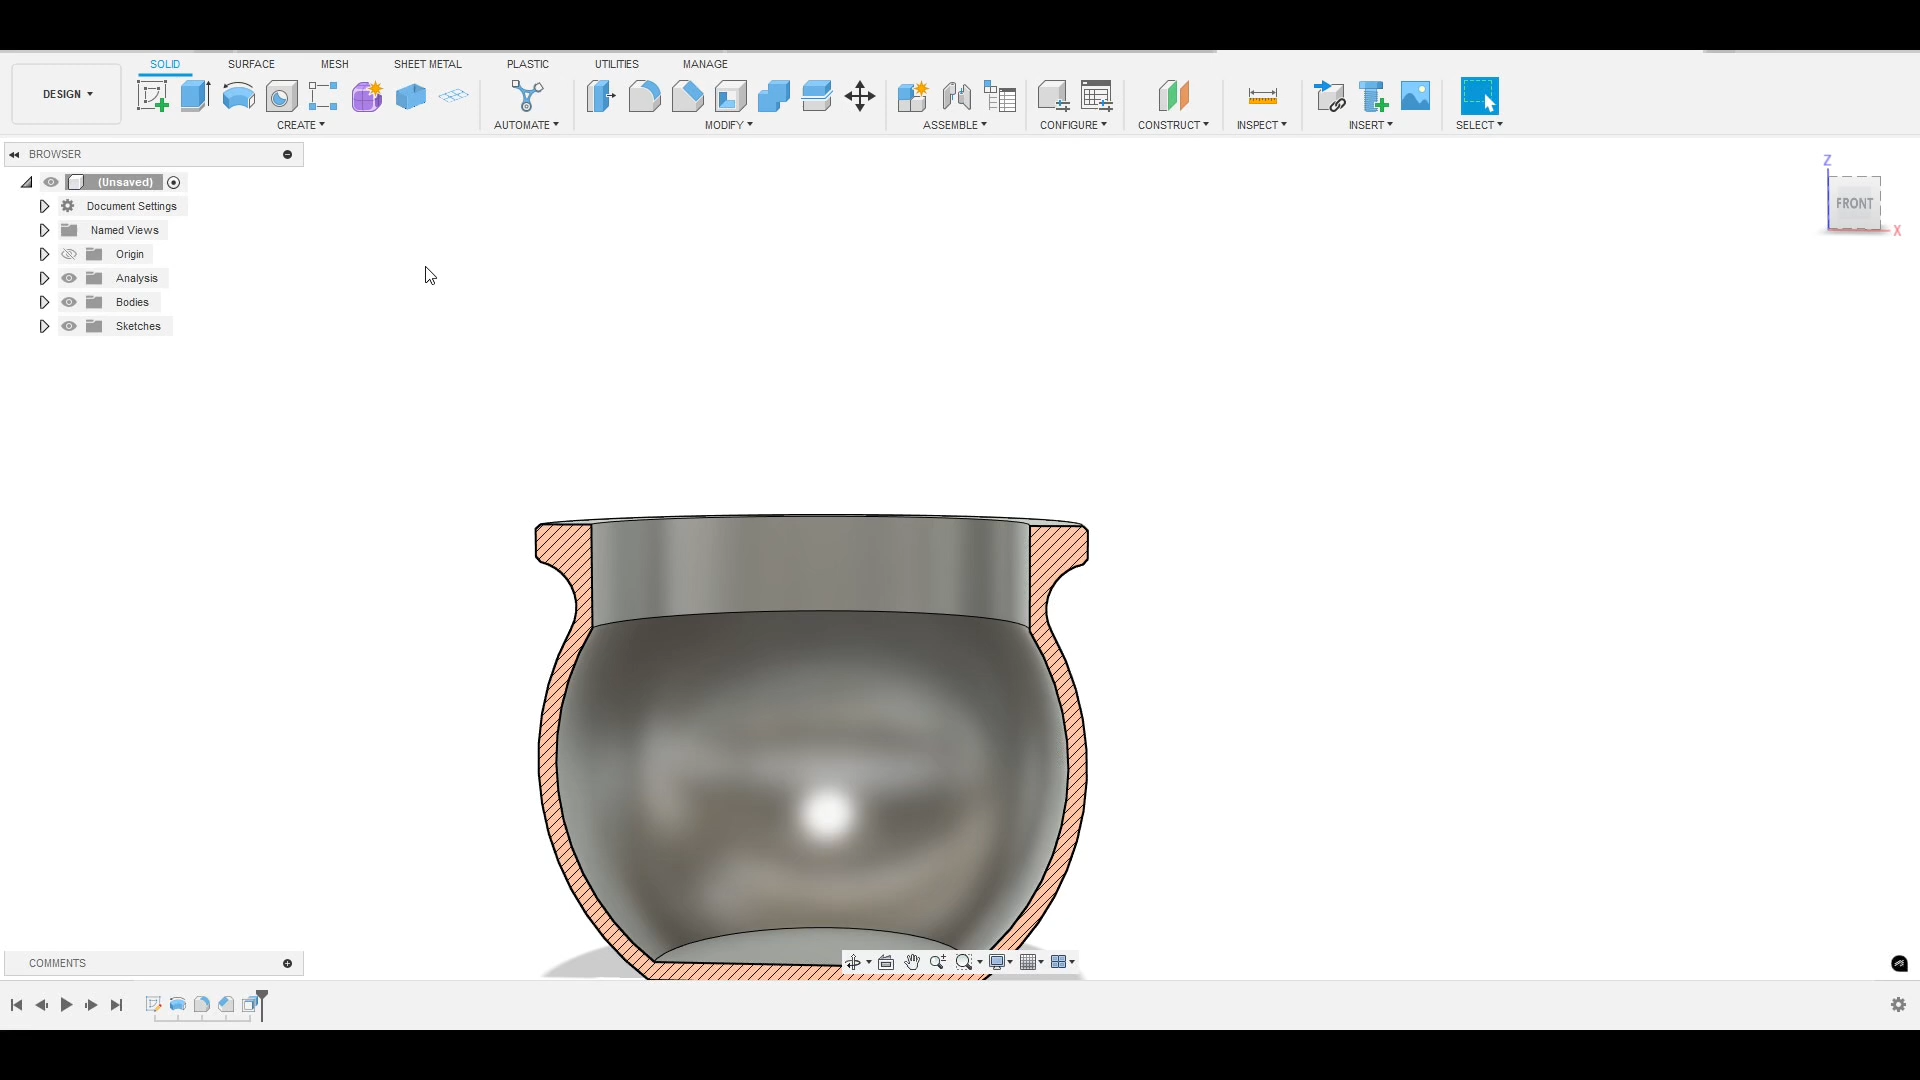 SOLID SURFACE MESH SHEET METAL PLASTIC UTILITIES MANAGE
DESIGN
CREATE AUTOMATE MODIFY ASSEMBLE CONFIGURE CONSTRUCT INSPECT INSERT SELECT
BROWSER
(Unsaved)
Document Settings
Named Views
Origin
Analysis
Bodies
Sketches
Z
FRONT
X
COMMENTS